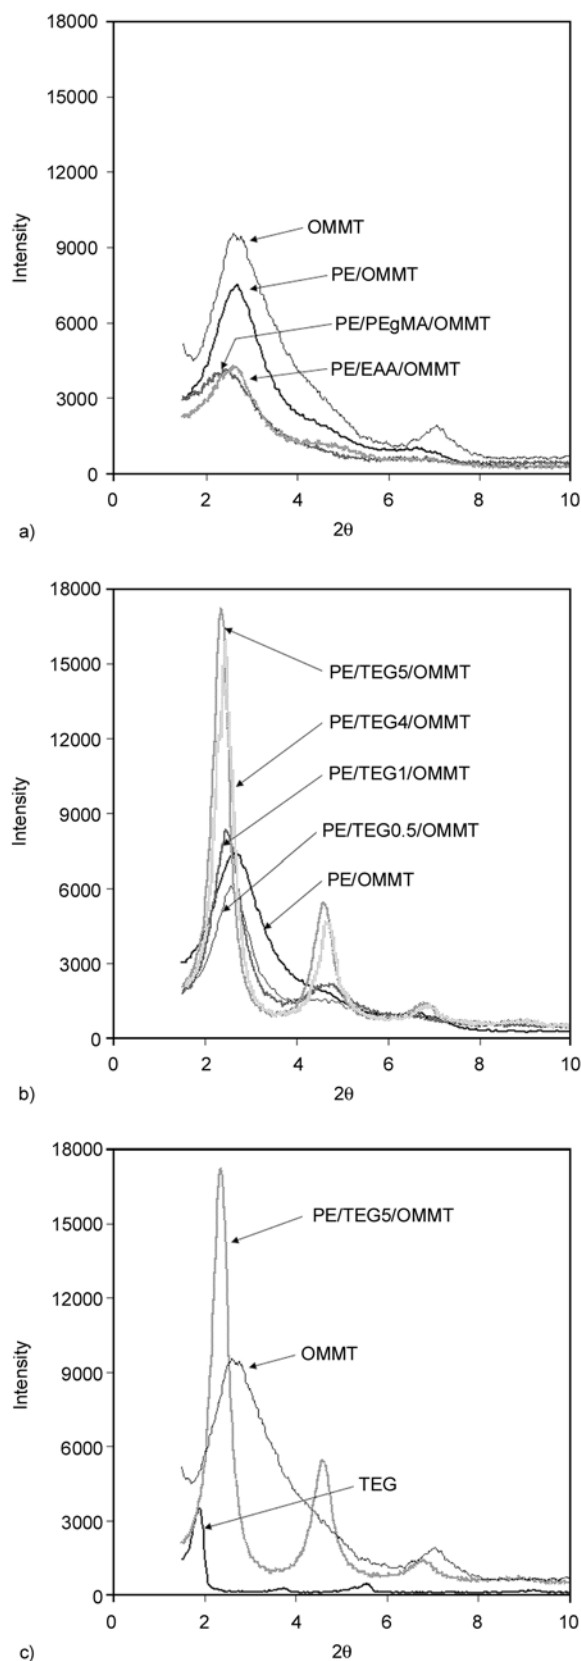 18000
15000
12000
9000
6000
3000
0
Intensity
OMMT
PE/OMMT
PE/PEgMA/OMMT
PE/EAA/OMMT
0 2 4 6 8 10
2θ
a)
18000
15000
12000
9000
6000
3000
0
Intensity
PE/TEG5/OMMT
PE/TEG4/OMMT
PE/TEG1/OMMT
PE/TEG0.5/OMMT
PE/OMMT
0 2 4 6 8 10
2θ
b)
18000
15000
12000
9000
6000
3000
0
Intensity
PE/TEG5/OMMT
OMMT
TEG
0 2 4 6 8 10
2θ
c)